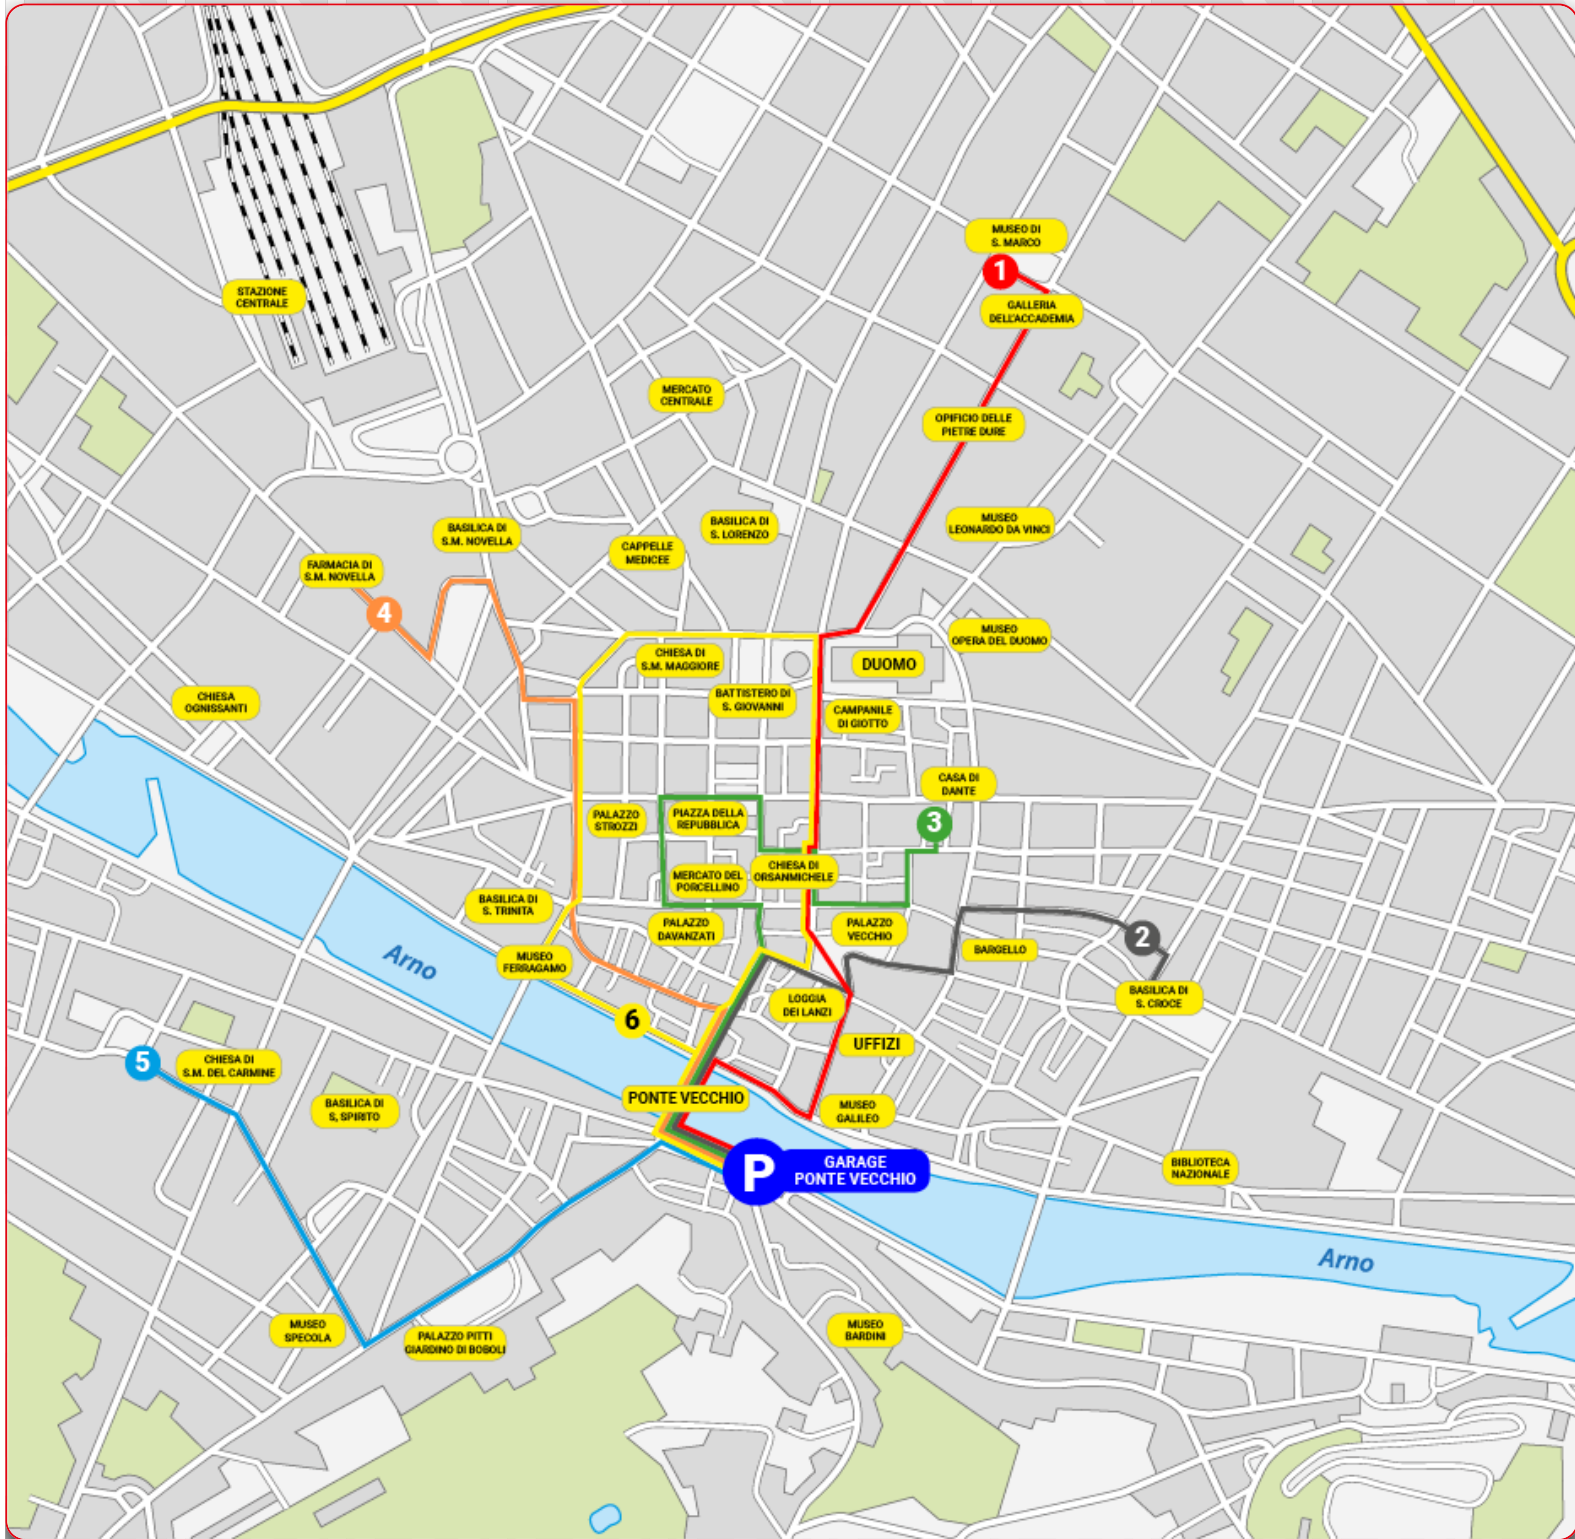 MUSEO DI
S. MARCO
1
GALLERIA
DELL'ACCADEMIA
STAZIONE
CENTRALE
MERCATO
CENTRALE
OPIFICIO DELLE
PIETRE DURE
BASILICA DI
S.M. NOVELLA
BASILICA DI
S. LORENZO
MUSEO
LEONARDO DA VINCI
CAPPELLE
MEDICEE
FARMACIA DI
S.M. NOVELLA
4
MUSEO
OPERA DEL DUOMO
CHIESA DI
S.M. MAGGIORE
DUOMO
BATTISTERO DI
S. GIOVANNI
CHIESA
OGNISSANTI
CAMPANILE
DI GIOTTO
CASA DI
DANTE
PALAZZO
STROZZI
PIAZZA DELLA
REPUBBLICA
3
CHIESA DI
ORSANMICHELE
MERCATO DEL
PORCELLINO
BASILICA DI
S. TRINITA
PALAZZO
DAVANZATI
PALAZZO
VECCHIO
2
BARGELLO
Arno
MUSEO
FERRAGAMO
BASILICA DI
S. CROCE
LOGGIA
DEI LANZI
6
UFFIZI
5
CHIESA DI
S.M. DEL CARMINE
BASILICA DI
S, SPIRITO
PONTE VECCHIO
MUSEO
GALILEO
P
GARAGE
PONTE VECCHIO
BIBLIOTECA
NAZIONALE
Arno
MUSEO
SPECOLA
PALAZZO PITTI
GIARDINO DI BOBOLI
MUSEO
BARDINI